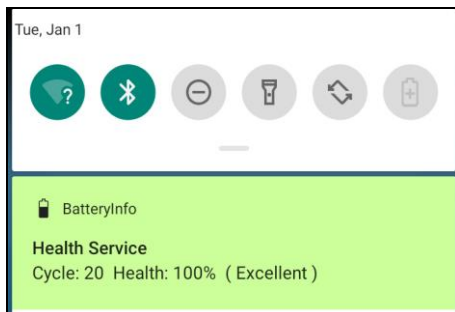 Tue, Jan 1
?
BatteryInfo
Health Service
Cycle: 20 Health: 100% ( Excellent )